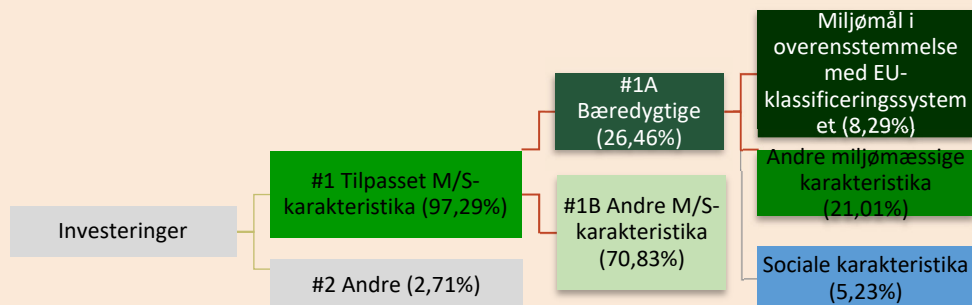 Investeringer
#1 Tilpasset M/S-
karakteristika (97,29%)
#2 Andre (2,71%)
#1A
Bæredygtige
(26,46%)
#1B Andre M/S-
karakteristika
(70,83%)
Miljømål i
overensstemmelse
med EU-
klassificeringssystem
et (8,29%)
Andre miljømæssige
karakteristika
(21,01%)
Sociale karakteristika
(5,23%)